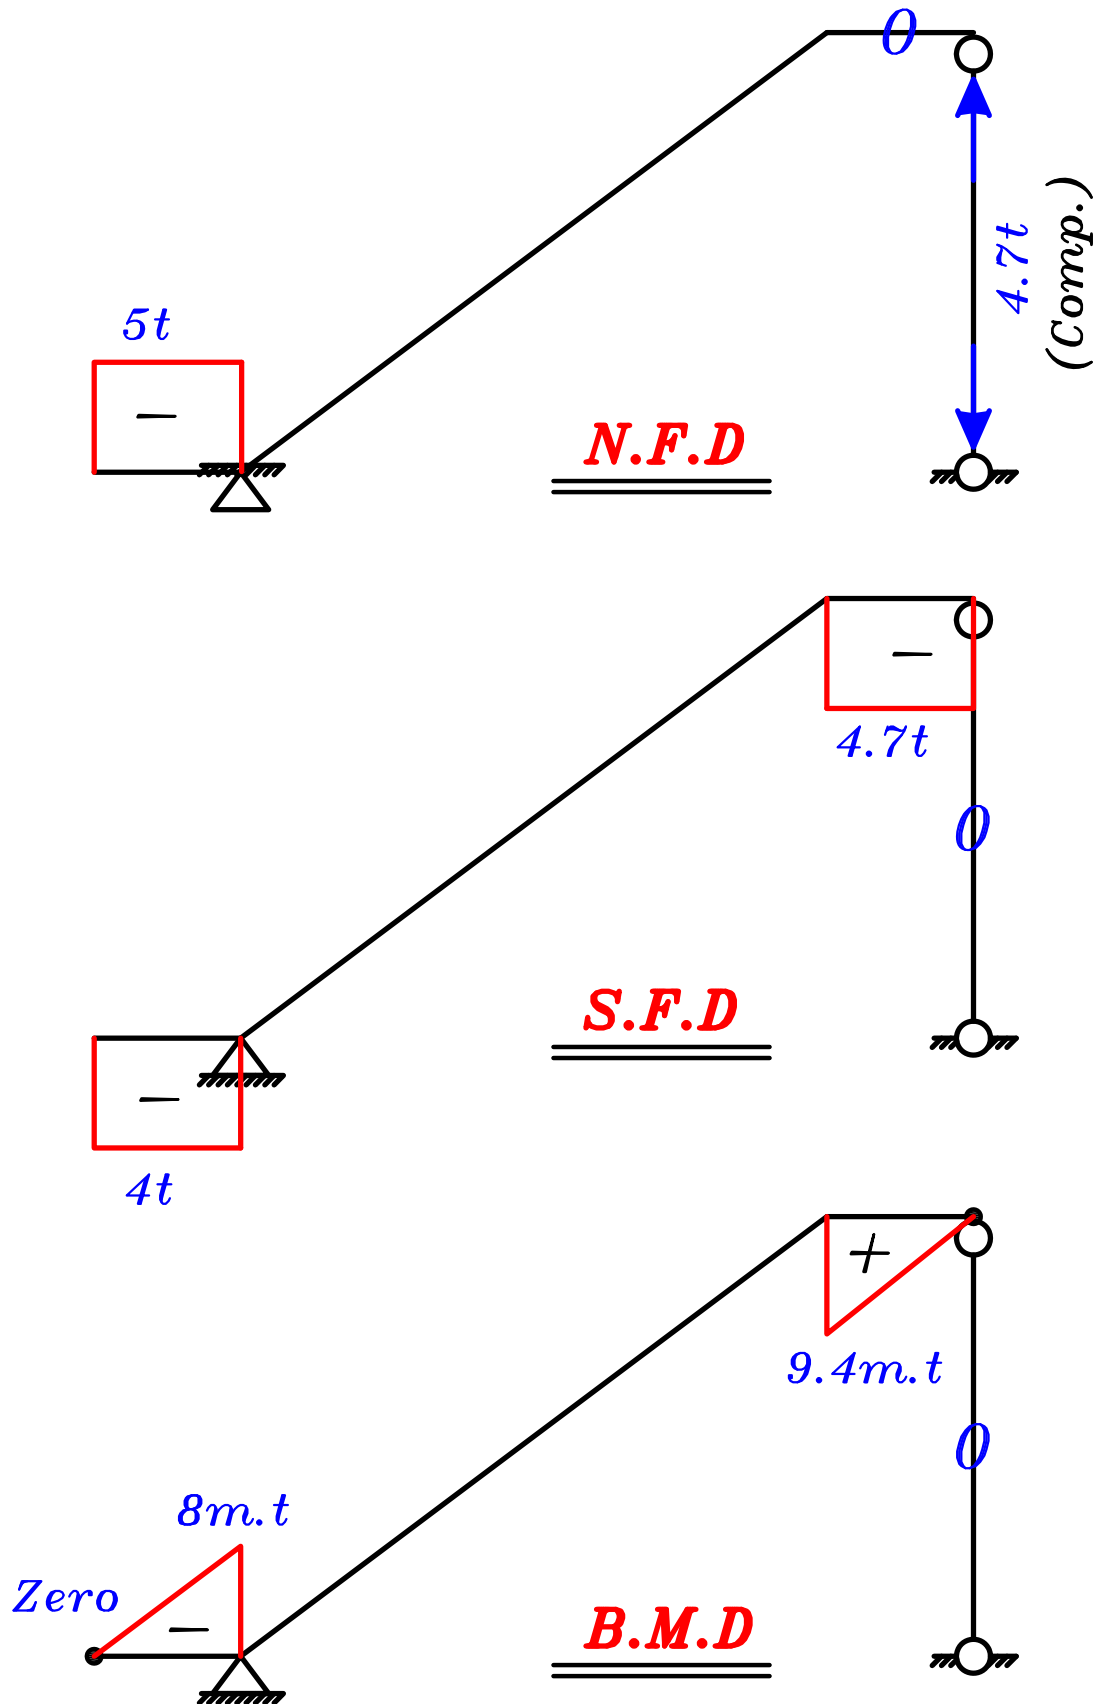 0
4.7t
(Comp.)
5t
−
N.F.D
−
4.7t
0
S.F.D
−
4t
+
9.4m.t
0
8m.t
Zero
−
B.M.D